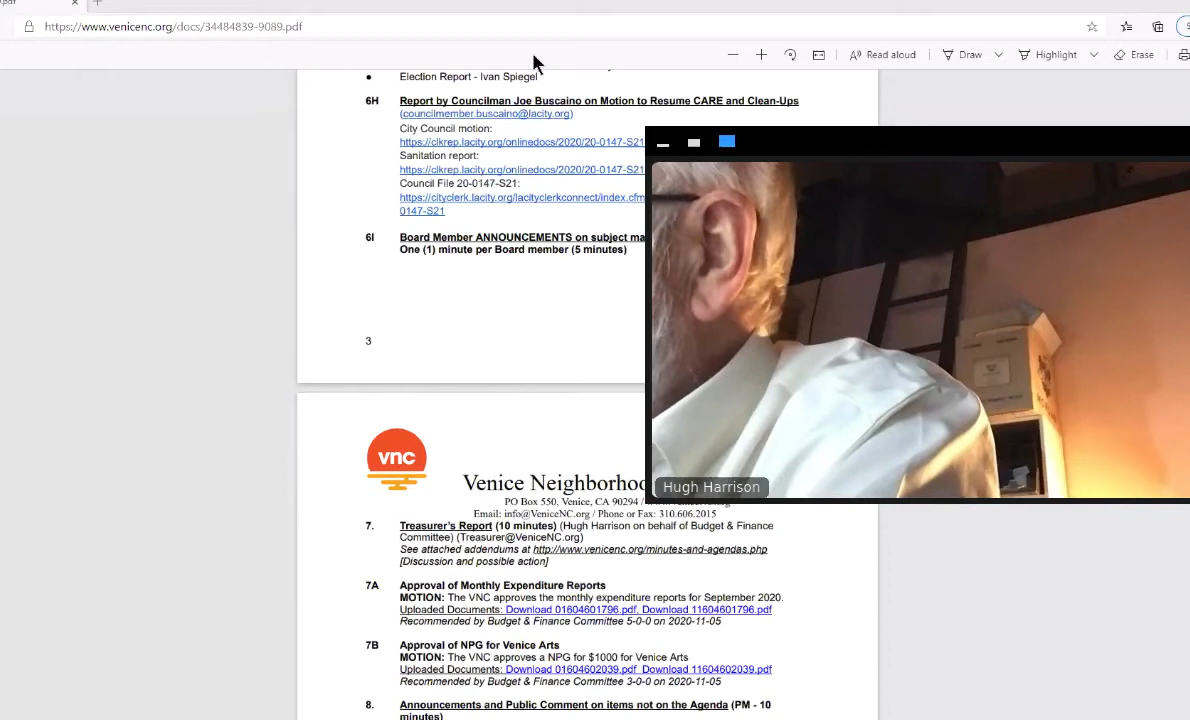 .pdf
https://www.venicenc.org/docs/34484839-9089.pdf
Read aloud
Draw
Highlight
Erase
Election Report - Ivan Spiegel
6H Report by Councilman Joe Buscaino on Motion to Resume CARE and Clean-Ups
(councilmember.buscaino@lacity.org)
City Council motion:
https://clkrep.lacity.org/onlinedocs/2020/20-0147-S21
Sanitation report:
https://clkrep.lacity.org/onlinedocs/2020/20-0147-S21
Council File 20-0147-S21:
https://cityclerk.lacity.org/lacityclerkconnect/index.cfm
0147-S21
6I Board Member ANNOUNCEMENTS on subject ma
One (1) minute per Board member (5 minutes)
3
Hugh Harrison
vnc
Venice Neighborho
PO Box 550, Venice, CA 90294 /
Email: info@VeniceNC.org / Phone or Fax: 310.606.2015
7. Treasurer's Report (10 minutes) (Hugh Harrison on behalf of Budget & Finance
Committee) (Treasurer@VeniceNC.org)
See attached addendums at http://www.venicenc.org/minutes-and-agendas.php
[Discussion and possible action]
7A Approval of Monthly Expenditure Reports
MOTION: The VNC approves the monthly expenditure reports for September 2020.
Uploaded Documents: Download 01604601796.pdf, Download 11604601796.pdf
Recommended by Budget & Finance Committee 5-0-0 on 2020-11-05
7B Approval of NPG for Venice Arts
MOTION: The VNC approves a NPG for $1000 for Venice Arts
Uploaded Documents: Download 01604602039.pdf Download 11604602039.pdf
Recommended by Budget & Finance Committee 3-0-0 on 2020-11-05
8. Announcements and Public Comment on items not on the Agenda (PM - 10
minutes)